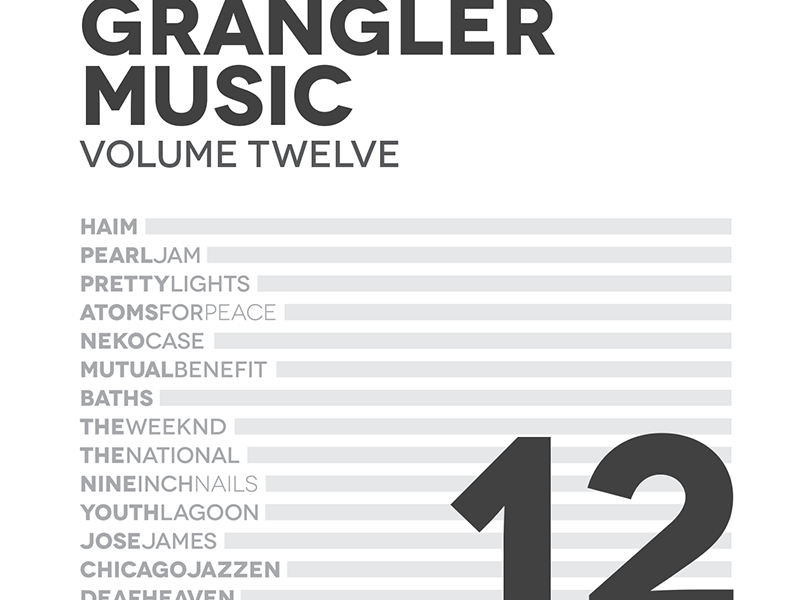 GRANGLER
MUSIC
VOLUME TWELVE
HAIM
PEARLJAM
PRETTYLIGHTS
ATOMSFORPEACE
NEKOCASE
MUTUALBENEFIT
BATHS
THEWEEKND
THENATIONAL
NINEINCHNAILS
YOUTHLAGOON
JOSEJAMES
CHICAGOJAZZEN
DEAFHEAVEN
12